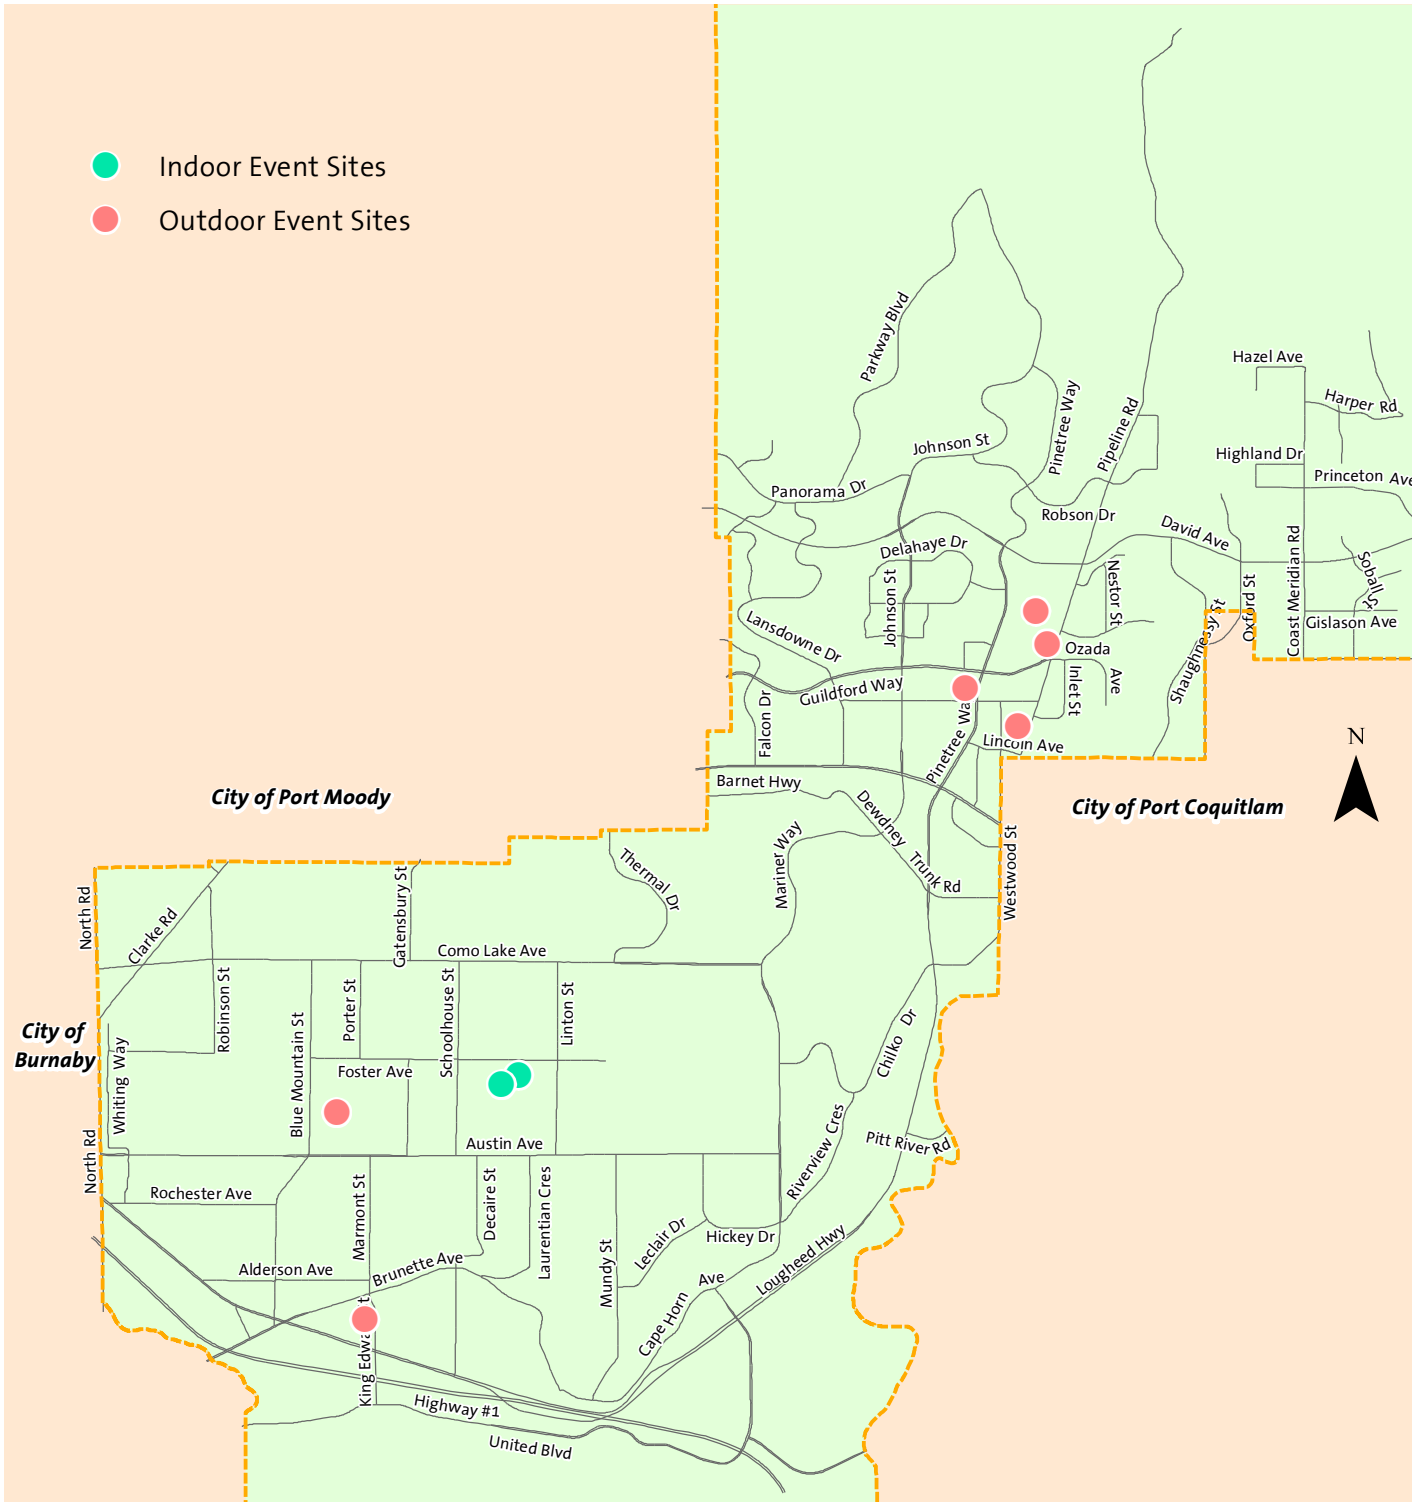 Indoor Event Sites
Outdoor Event Sites
Parkway Blvd
Hazel Ave
Harper Rd
Pinetree Way
Pipeline Rd
Johnson St
Highland Dr
Princeton Ave
Panorama Dr
Robson Dr
David Ave
Delahaye Dr
Johnson St
Nestor St
Coast Meridian Rd
Soball St
Oxford St
Shaughnessy St
Gislason Ave
Lansdowne Dr
Ozada
Ave
Inlet St
Guildford Way
Falcon Dr
Pinetree Wa
Lincoln Ave
N
Barnet Hwy
City of Port Moody
City of Port Coquitlam
Dewdney
Trunk Rd
Mariner Way
Westwood St
Thermal Dr
Gatensbury St
North Rd
Clarke Rd
Como Lake Ave
Robinson St
Porter St
Schoolhouse St
Linton St
Blue Mountain St
City of
Burnaby
Whiting Way
Foster Ave
Chilko Dr
North Rd
Austin Ave
Riverview Cres
Pitt River Rd
Rochester Ave
Marmont St
Decaire St
Laurentian Cres
Mundy St
Leclair Dr
Hickey Dr
Lougheed Hwy
Alderson Ave
Brunette Ave
Cape Horn Ave
King Edwa t
Highway #1
United Blvd